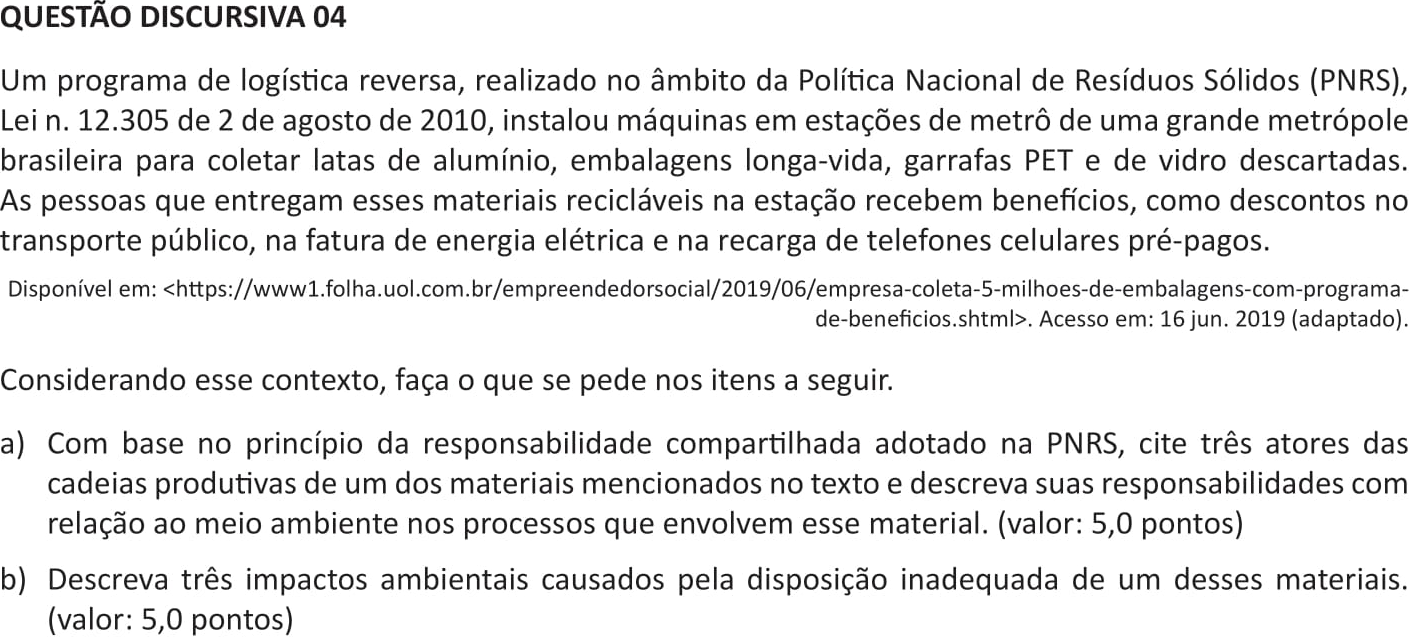 QUESTÃO DISCURSIVA 04
Um programa de logística reversa, realizado no âmbito da Política Nacional de Resíduos Sólidos (PNRS),
Lei n. 12.305 de 2 de agosto de 2010, instalou máquinas em estações de metrô de uma grande metrópole
brasileira para coletar latas de alumínio, embalagens longa-vida, garrafas PET e de vidro descartadas.
As pessoas que entregam esses materiais recicláveis na estação recebem benefícios, como descontos no
transporte público, na fatura de energia elétrica e na recarga de telefones celulares pré-pagos.
Disponível em: <https://www1.folha.uol.com.br/empreendedorsocial/2019/06/empresa-coleta-5-milhoes-de-embalagens-com-programa-
de-beneficios.shtml>. Acesso em: 16 jun. 2019 (adaptado).
Considerando esse contexto, faça o que se pede nos itens a seguir.
a) Com base no princípio da responsabilidade compartilhada adotado na PNRS, cite três atores das
cadeias produtivas de um dos materiais mencionados no texto e descreva suas responsabilidades com
relação ao meio ambiente nos processos que envolvem esse material. (valor: 5,0 pontos)
b) Descreva três impactos ambientais causados pela disposição inadequada de um desses materiais.
(valor: 5,0 pontos)